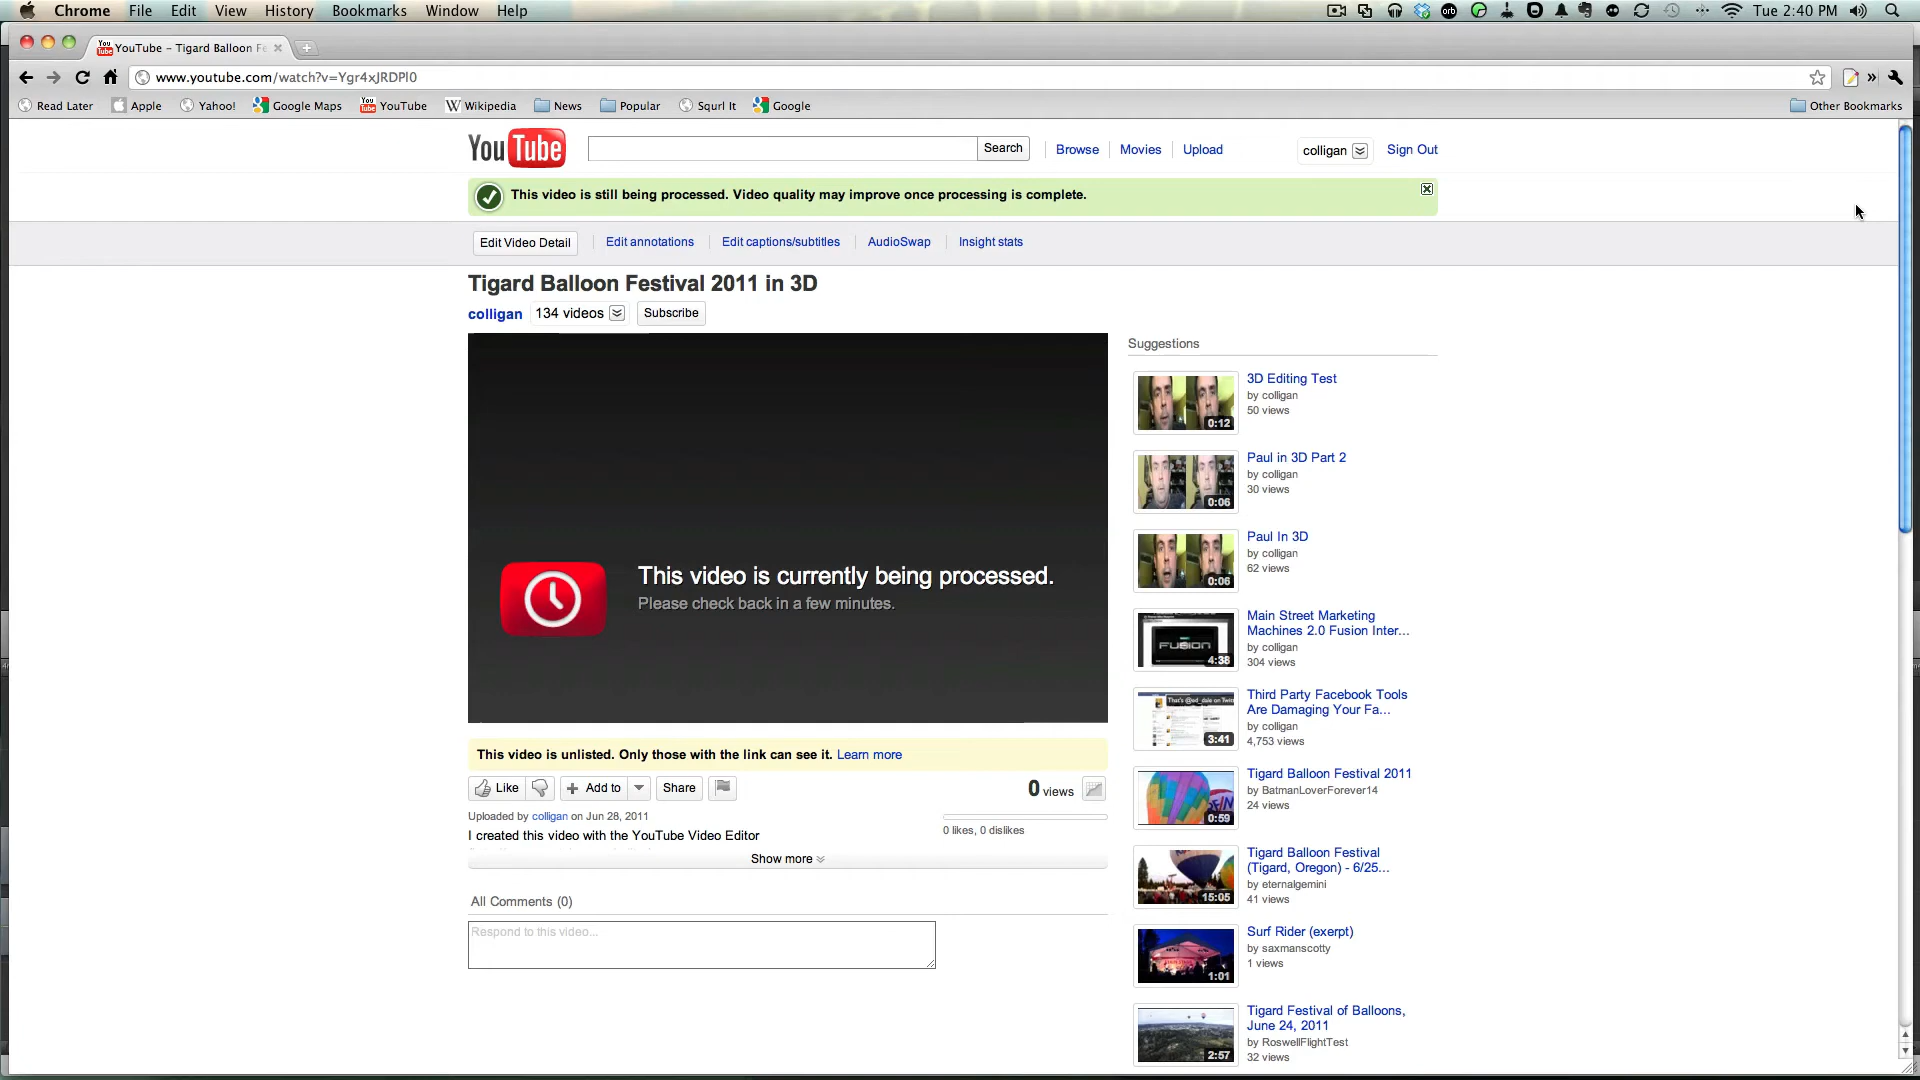 Chrome File Edit View History Bookmarks Window Help
Tue 2:40 PM
YouTube - Tigard Balloon Fe
www.youtube.com/watch?v=Ygr4xJRDPl0
Read Later Apple Yahoo! Google Maps YouTube Wikipedia News Popular Squrl It Google Other Bookmarks
YouTube
Search
Browse Movies Upload
colligan Sign Out
This video is still being processed. Video quality may improve once processing is complete.
Edit Video Detail Edit annotations Edit captions/subtitles AudioSwap Insight stats
Tigard Balloon Festival 2011 in 3D
colligan 134 videos Subscribe
This video is currently being processed.
Please check back in a few minutes.
This video is unlisted. Only those with the link can see it. Learn more
Like + Add to Share
0 views
Uploaded by colligan on Jun 28, 2011
I created this video with the YouTube Video Editor
0 likes, 0 dislikes
Show more
All Comments (0)
Respond to this video...
Suggestions
3D Editing Test
by colligan
50 views
0:12
Paul in 3D Part 2
by colligan
30 views
0:06
Paul In 3D
by colligan
62 views
0:06
Main Street Marketing
Machines 2.0 Fusion Inter...
by colligan
304 views
FUSION
4:38
Third Party Facebook Tools
Are Damaging Your Fa...
by colligan
4,753 views
3:41
Tigard Balloon Festival 2011
by BatmanLoverForever14
24 views
0:59
Tigard Balloon Festival
(Tigard, Oregon) - 6/25...
by eternalgemini
41 views
15:05
Surf Rider (exerpt)
by saxmanscotty
1 views
1:01
Tigard Festival of Balloons,
June 24, 2011
by RoswellFlightTest
32 views
2:57